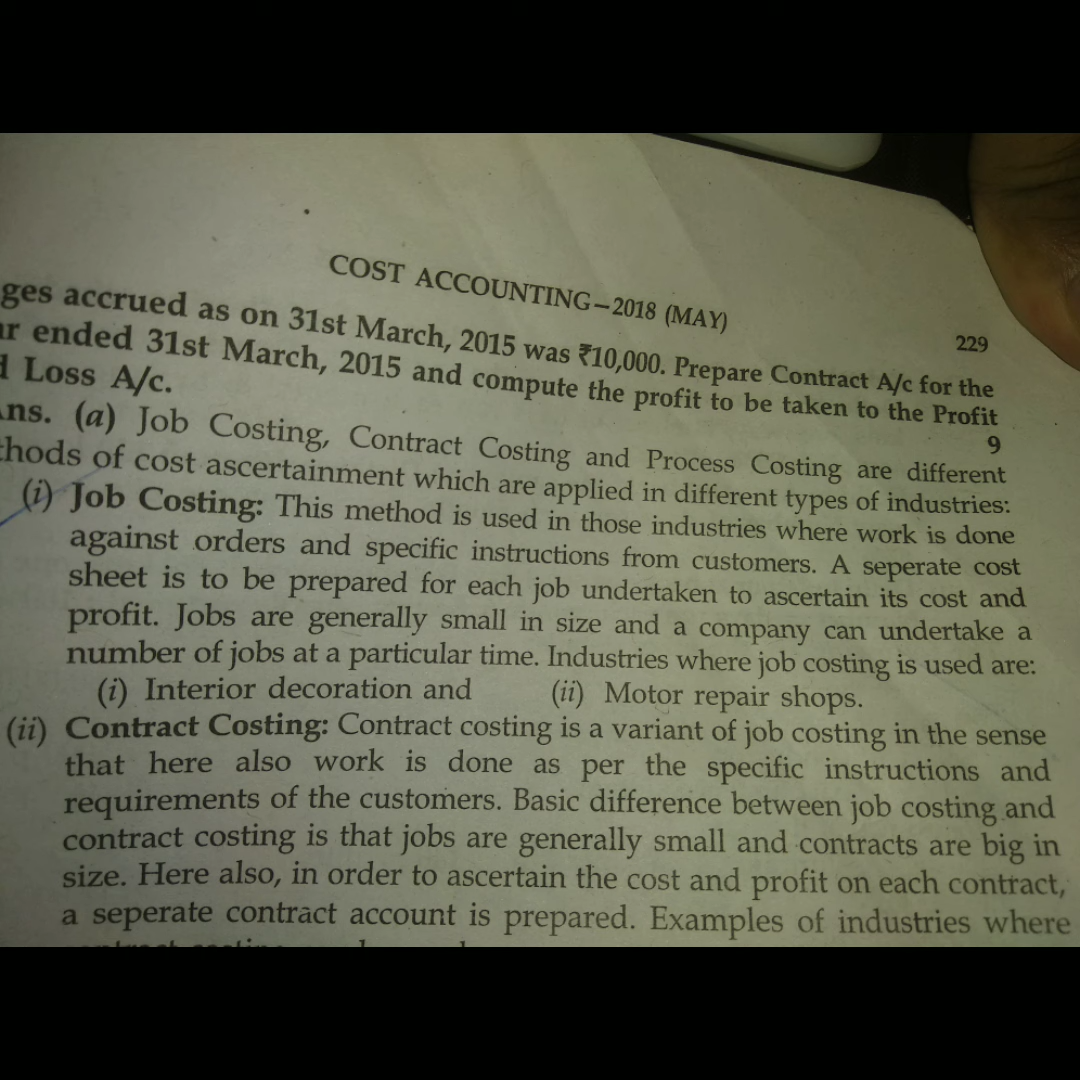 COST ACCOUNTING—2018 (MAY)
229
ges accrued as on 31st March, 2015 was ₹10,000. Prepare Contract A/c for the
ended 31st March, 2015 and compute the profit to be taken to the Profit
Loss A/c.
9
ns. (a) Job Costing, Contract Costing and Process Costing are different
hods of cost ascertainment which are applied in different types of industries:
(i) Job Costing: This method is used in those industries where work is done
against orders and specific instructions from customers. A seperate cost
sheet is to be prepared for each job undertaken to ascertain its cost and
profit. Jobs are generally small in size and a company can undertake a
number of jobs at a particular time. Industries where job costing is used are:
(i) Interior decoration and (ii) Motor repair shops.
(ii) Contract Costing: Contract costing is a variant of job costing in the sense
that here also work is done as per the specific instructions and
requirements of the customers. Basic difference between job costing and
contract costing is that jobs are generally small and contracts are big in
size. Here also, in order to ascertain the cost and profit on each contract,
a seperate contract account is prepared. Examples of industries where